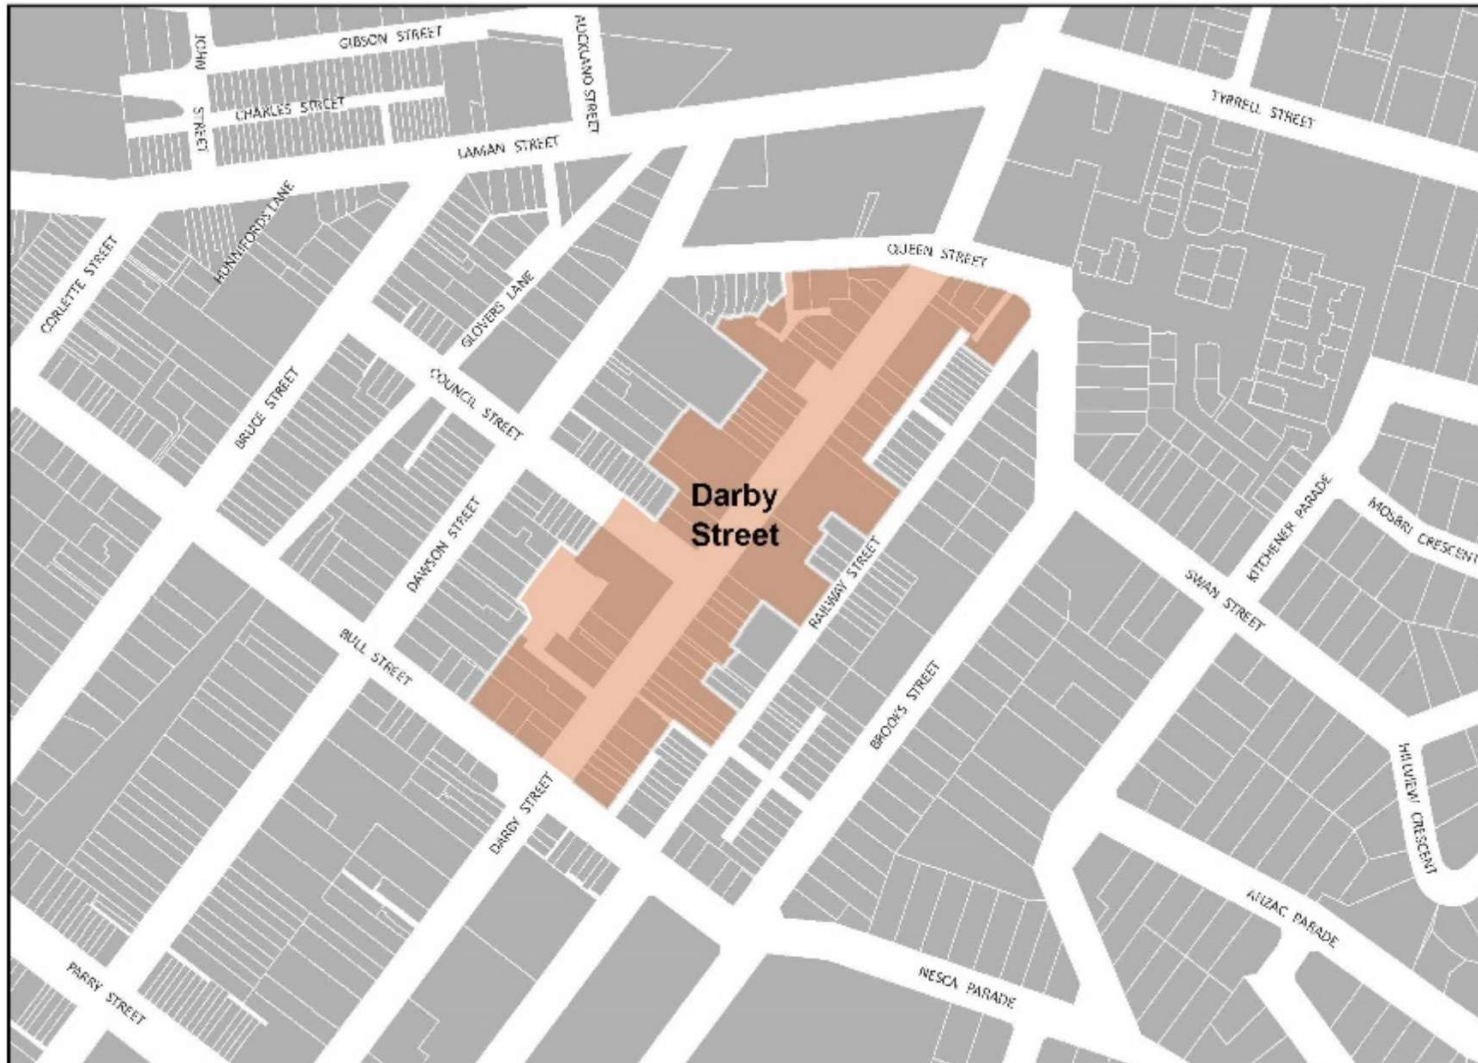 GIBSON STREET
AUCKLAND STREET
JOHN STREET
CHARLES STREET
TYRRELL STREET
LAMAN STREET
HUNNIFORDS LANE
CORLETTE STREET
QUEEN STREET
GLOVERS LANE
COUNCIL STREET
BRUCE STREET
Darby
Street
DAWSON STREET
KITCHENER PARADE
MOSBRI CRESCENT
RAILWAY STREET
SWAN STREET
BULL STREET
BROOKS STREET
HILLVIEW CRESCENT
DARBY STREET
ANZAC PARADE
PARRY STREET
NESCA PARADE